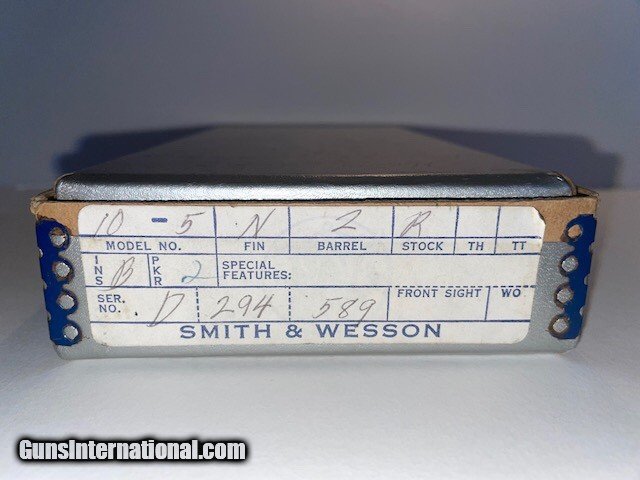 10 - 5 N 2 R
MODEL NO. FIN BARREL STOCK TH TT
INS B PKR 2 SPECIAL FEATURES:
SER. NO. D 294 589 FRONT SIGHT WO
SMITH & WESSON
GunsInternational.com